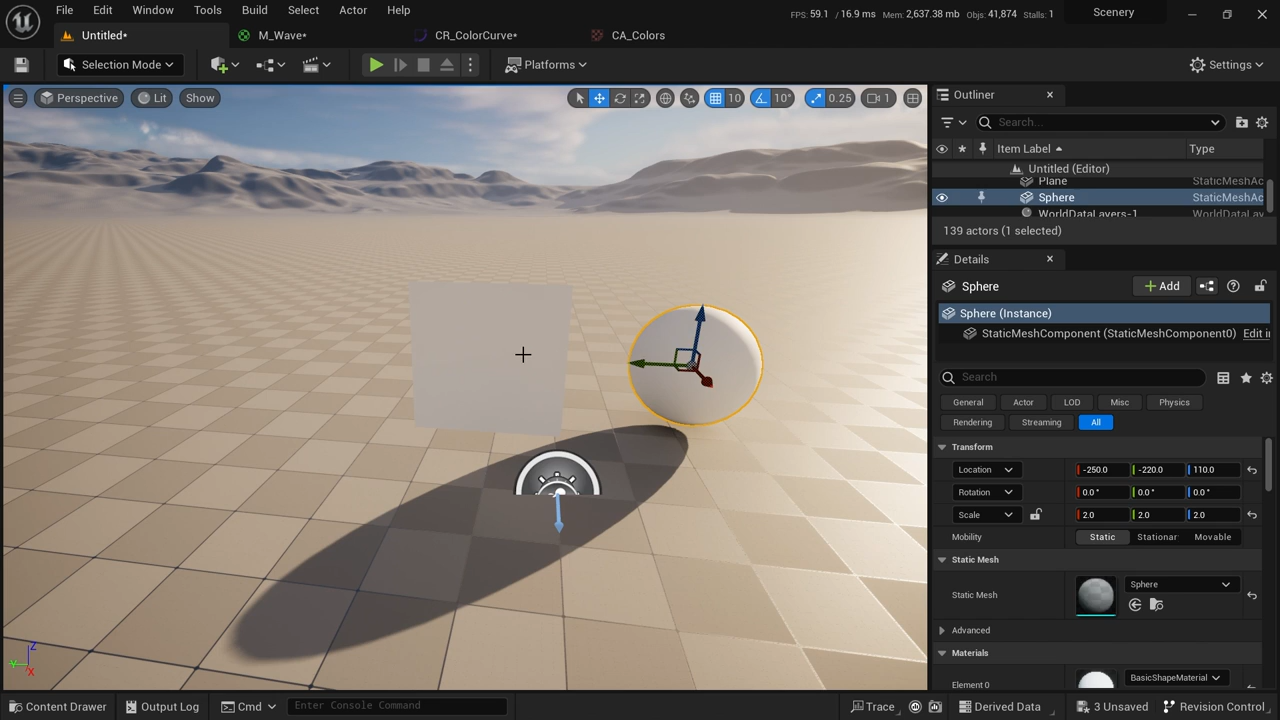 File Edit Window Tools Build Select Actor Help
FPS: 59.1 / 16.9 ms Mem: 2,637.38 mb Objs: 41,874 Stalls: 1
Scenery
Untitled* M_Wave* CR_ColorCurve* CA_Colors
Selection Mode Platforms Settings
Perspective Lit Show 10 10° 0.25 1
Outliner
Search...
Item Label Type
Untitled (Editor)
Plane StaticMeshAc
Sphere StaticMeshAc
WorldDataLayers-1 WorldDataLay
139 actors (1 selected)
Details
Sphere Add
Sphere (Instance)
StaticMeshComponent (StaticMeshComponent0) Edit in
Search
General Actor LOD Misc Physics
Rendering Streaming All
Transform
Location -250.0 -220.0 110.0
Rotation 0.0 ° 0.0 ° 0.0 °
Scale 2.0 2.0 2.0
Mobility Static Stationar Movable
Static Mesh
Static Mesh Sphere
Advanced
Materials
Element 0 BasicShapeMaterial
Z
Y
X
Content Drawer Output Log Cmd Enter Console Command Trace Derived Data 3 Unsaved Revision Control